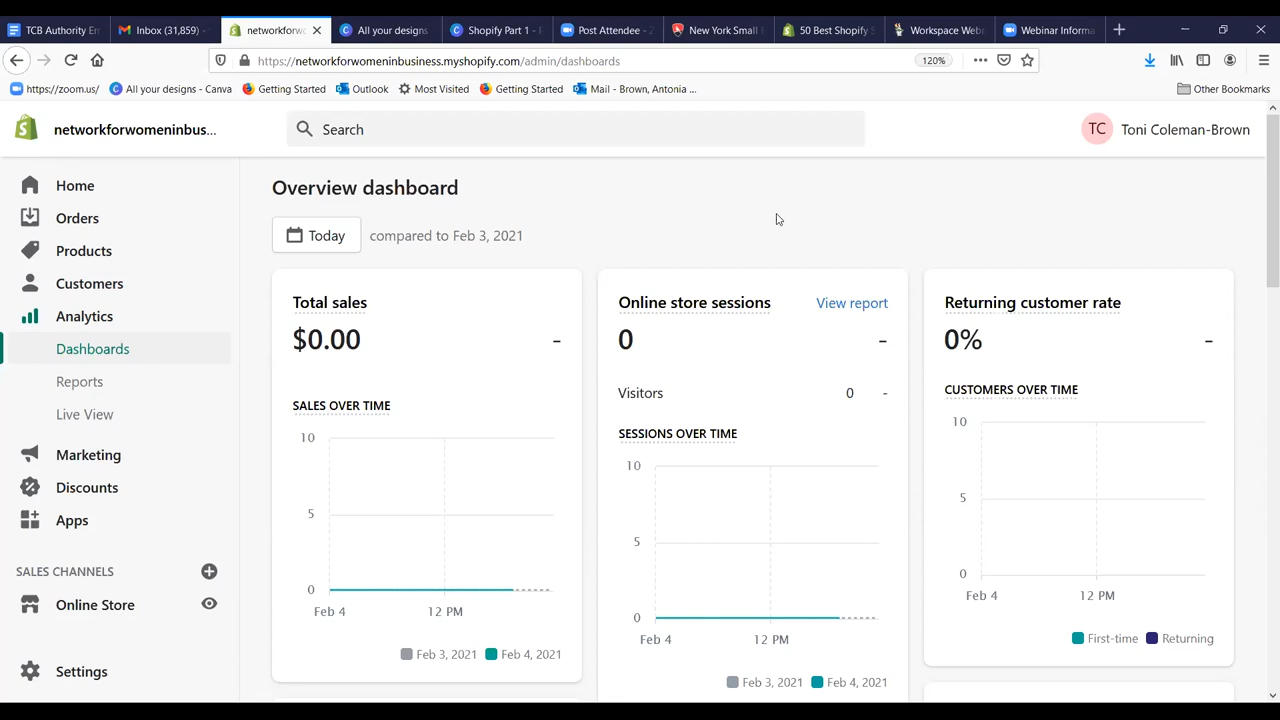 TCB Authority En
Inbox (31,859)
networkforwo
All your designs
Shopify Part 1 -
Post Attendee - 2
New York Small
50 Best Shopify S
Workspace Web
Webinar Informa
https://networkforwomeninbusiness.myshopify.com/admin/dashboards
120%
https://zoom.us/
All your designs - Canva
Getting Started
Outlook
Most Visited
Getting Started
Mail - Brown, Antonia ...
Other Bookmarks
networkforwomeninbus...
Search
TC
Toni Coleman-Brown
Home
Orders
Products
Customers
Analytics
Dashboards
Reports
Live View
Marketing
Discounts
Apps
SALES CHANNELS
Online Store
Settings
Overview dashboard
Today
compared to Feb 3, 2021
Total sales
$0.00
-
SALES OVER TIME
10
5
0
Feb 4
12 PM
Feb 3, 2021
Feb 4, 2021
Online store sessions
View report
0
-
Visitors
0
-
SESSIONS OVER TIME
10
5
0
Feb 4
12 PM
Feb 3, 2021
Feb 4, 2021
Returning customer rate
0%
-
CUSTOMERS OVER TIME
10
5
0
Feb 4
12 PM
First-time
Returning